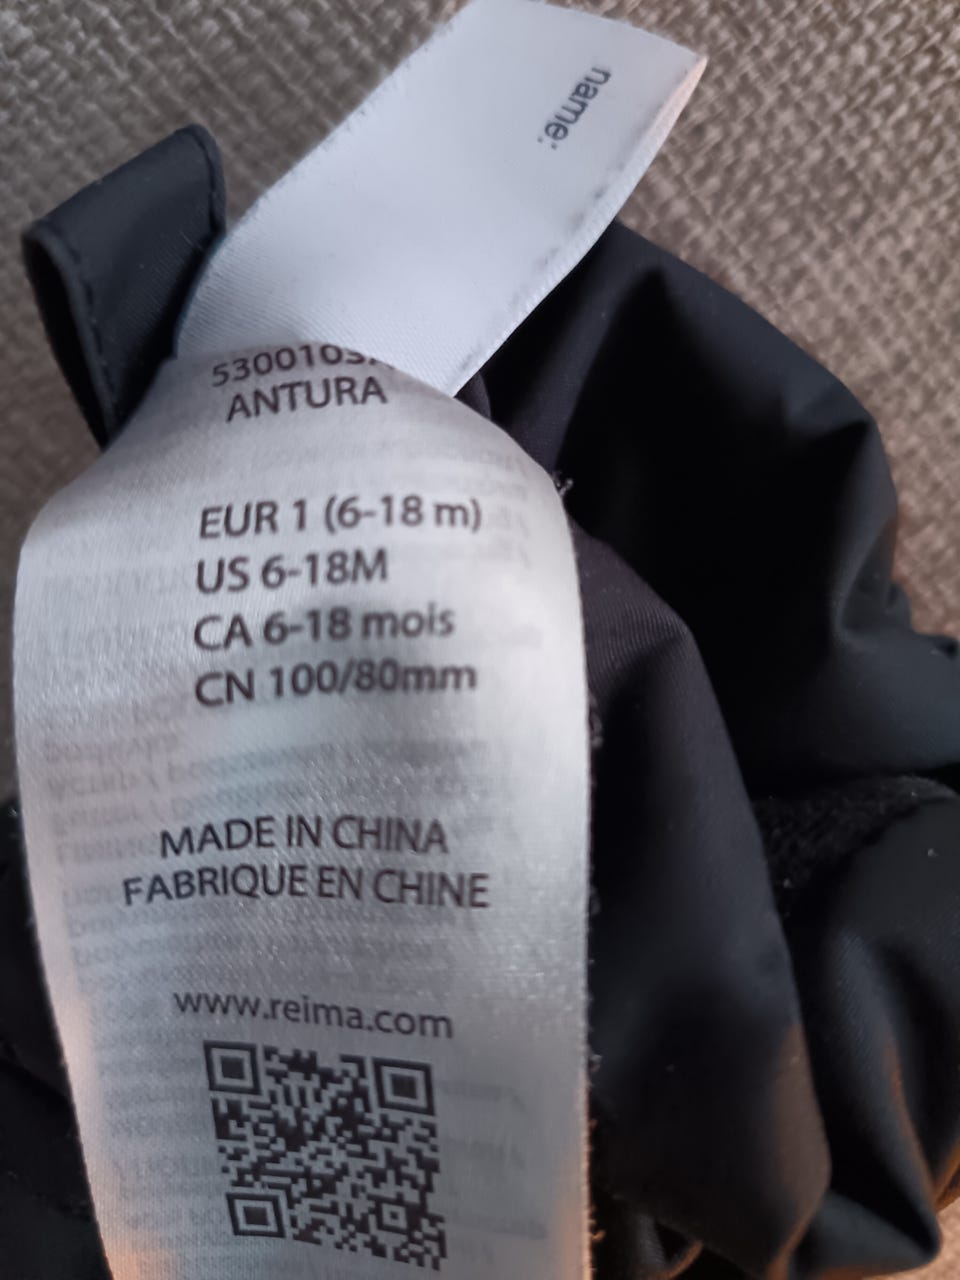 name:
ANTURA
EUR 1 (6-18 m)
US 6-18M
CA 6-18 mois
CN 100/80mm
MADE IN CHINA
FABRIQUE EN CHINE
www.reima.com